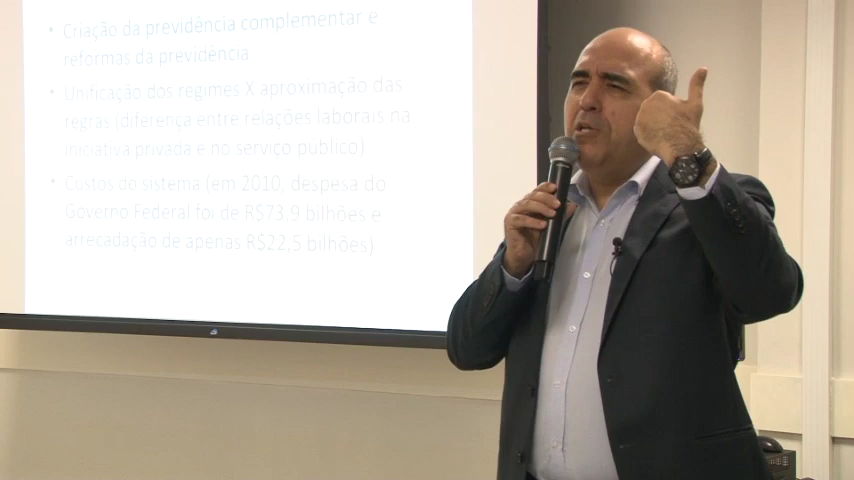 • Criação da previdência complementar e
reformas da previdência
• Unificação dos regimes X aproximação das
regras (diferença entre relações laborais na
iniciativa privada e no serviço público)
• Custos do sistema (em 2010, despesa do
Governo Federal foi de R$73,9 bilhões e
arrecadação de apenas R$22,5 bilhões)